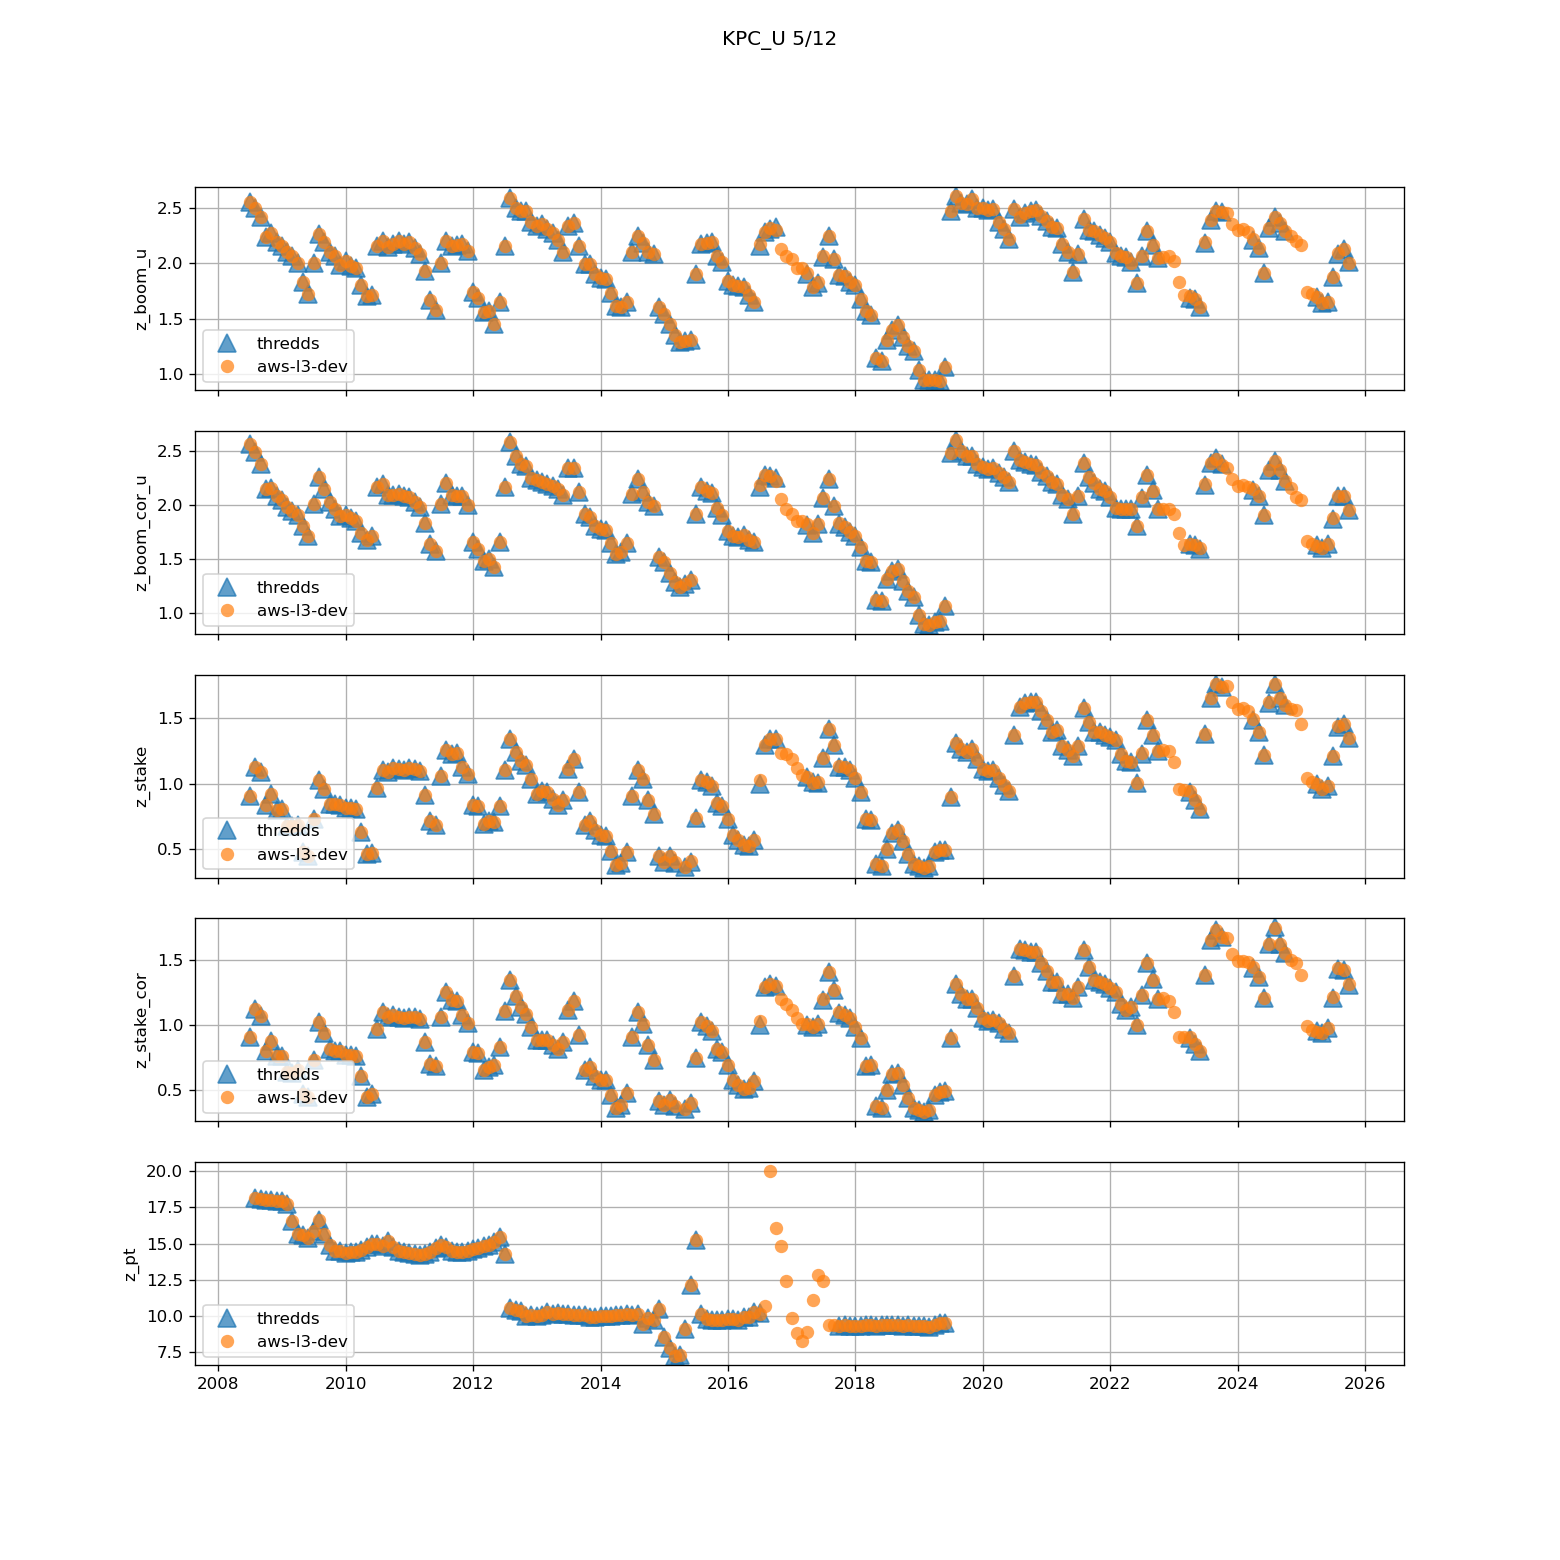 KPC_U 5/12
z_boom_u
2.5
2.0
1.5
1.0
thredds
aws-l3-dev
z_boom_cor_u
2.5
2.0
1.5
1.0
thredds
aws-l3-dev
z_stake
1.5
1.0
0.5
thredds
aws-l3-dev
z_stake_cor
1.5
1.0
0.5
thredds
aws-l3-dev
z_pt
20.0
17.5
15.0
12.5
10.0
7.5
thredds
aws-l3-dev
2008 2010 2012 2014 2016 2018 2020 2022 2024 2026